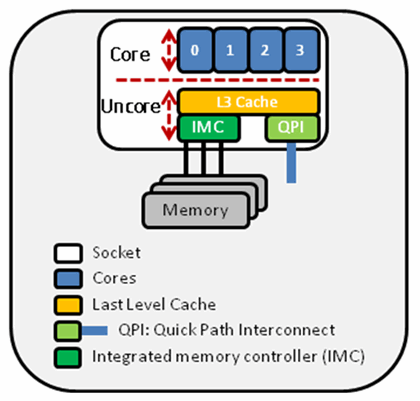 Core
0 1 2 3
Uncore
L3 Cache
IMC QPI
Memory
Socket
Cores
Last Level Cache
QPI: Quick Path Interconnect
Integrated memory controller (IMC)